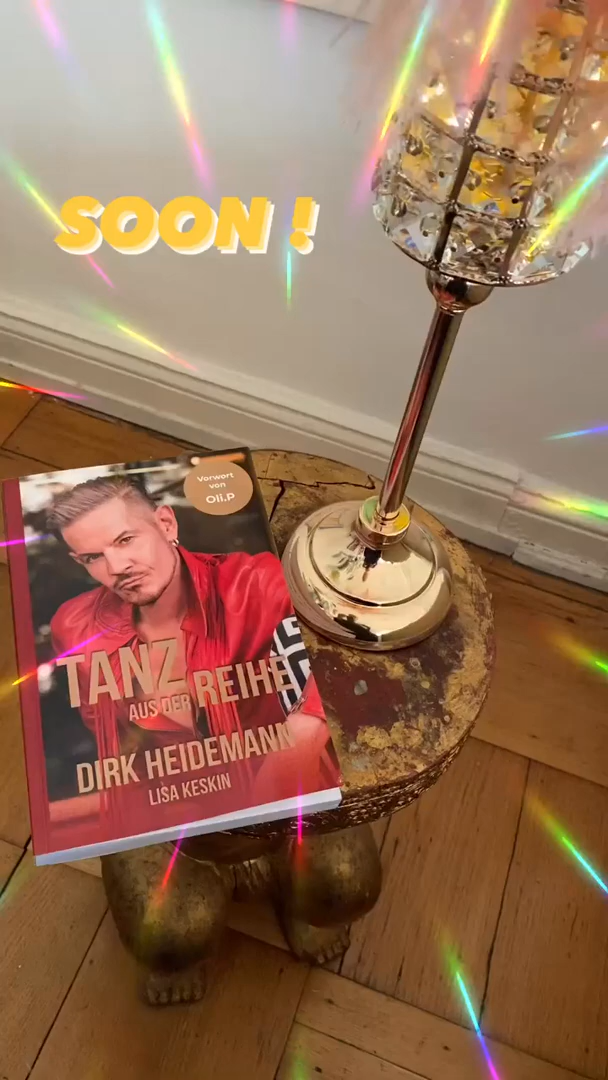 SOON !
Vorwort
von
Oli.P
TANZ
AUS DER REIHE
DIRK HEIDEMANN
LISA KESKIN